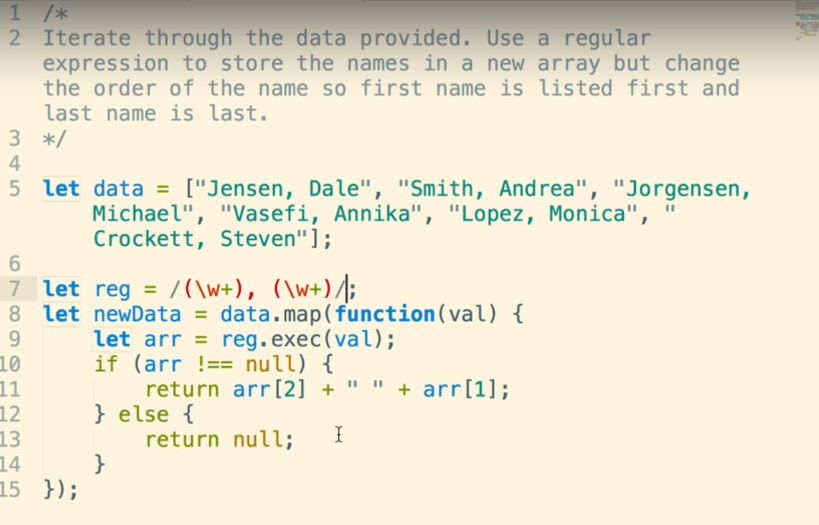 1 /*
2 Iterate through the data provided. Use a regular
expression to store the names in a new array but change
the order of the name so first name is listed first and
last name is last.
3 */
4
5 let data = ["Jensen, Dale", "Smith, Andrea", "Jorgensen,
Michael", "Vasefi, Annika", "Lopez, Monica", "
Crockett, Steven"];
6
7 let reg = /(\w+), (\w+)/;
8 let newData = data.map(function(val) {
9 let arr = reg.exec(val);
10 if (arr !== null) {
11 return arr[2] + " " + arr[1];
12 } else {
13 return null;
14 }
15 });